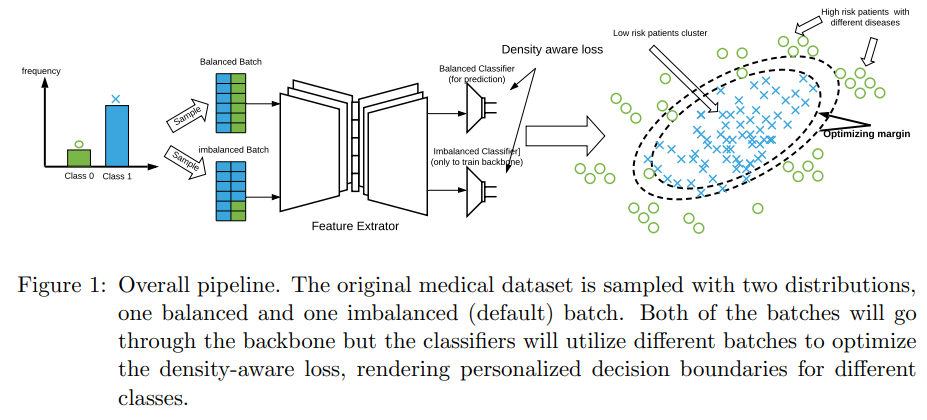 frequency
Class 0
Class 1
Sample
Sample
Balanced Batch
imbalanced Batch
Feature Extrator
Balanced Classifier
(for prediction)
Imbalanced Classifier]
(only to train backbone)
Density aware loss
Low risk patients cluster
High risk patients with
different diseases
Optimizing margin
Figure 1: Overall pipeline. The original medical dataset is sampled with two distributions,
one balanced and one imbalanced (default) batch. Both of the batches will go
through the backbone but the classifiers will utilize different batches to optimize
the density-aware loss, rendering personalized decision boundaries for different
classes.